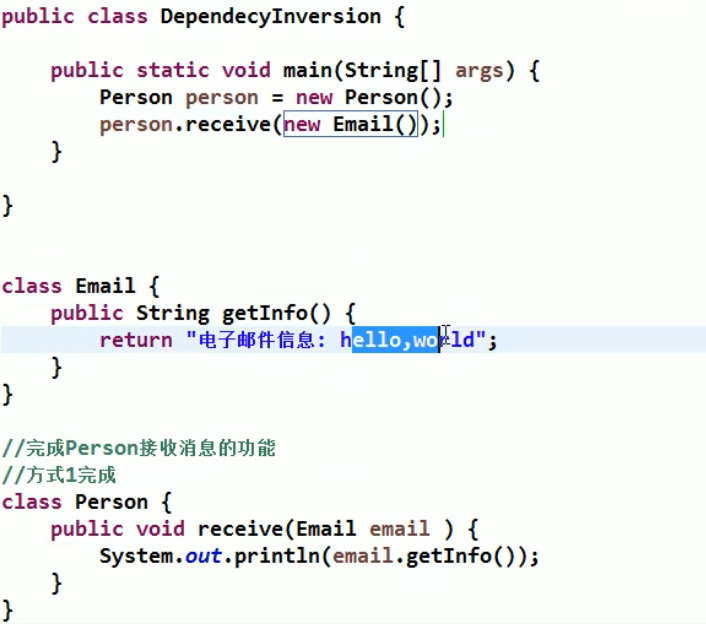 public class DependecyInversion {
public static void main(String[] args) {
Person person = new Person();
person.receive(new Email());
}
}
class Email {
public String getInfo() {
return "电子邮件信息: hello,world";
}
}
//完成Person接收消息的功能
//方式1完成
class Person {
public void receive(Email email ) {
System.out.println(email.getInfo());
}
}